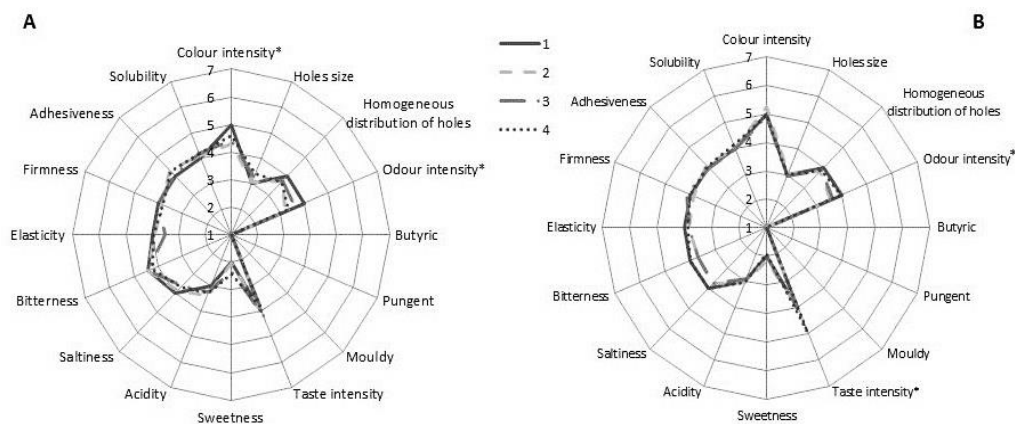 A
Colour intensity*
Solubility
Holes size
Adhesiveness
Homogeneous
distribution of holes
Firmness
Odour intensity*
Elasticity
Butyric
Bitterness
Pungent
Saltiness
Mouldy
Acidity
Taste intensity
Sweetness
7
6
5
4
3
2
1
1
2
3
4
B
Colour intensity
Solubility
Holes size
Adhesiveness
Homogeneous
distribution of holes
Firmness
Odour intensity*
Elasticity
Butyric
Bitterness
Pungent
Saltiness
Mouldy
Acidity
Taste intensity*
Sweetness
7
6
5
4
3
2
1